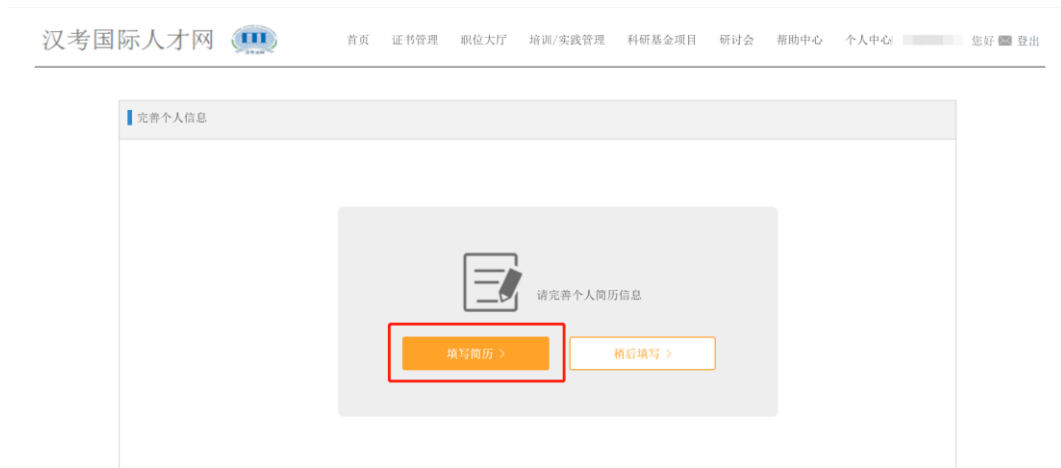 汉考国际人才网
首页 证书管理 职位大厅 培训/实践管理 科研基金项目 研讨会 帮助中心 个人中心 您好 登出
完善个人信息
请完善个人简历信息
填写简历 >
稍后填写 >